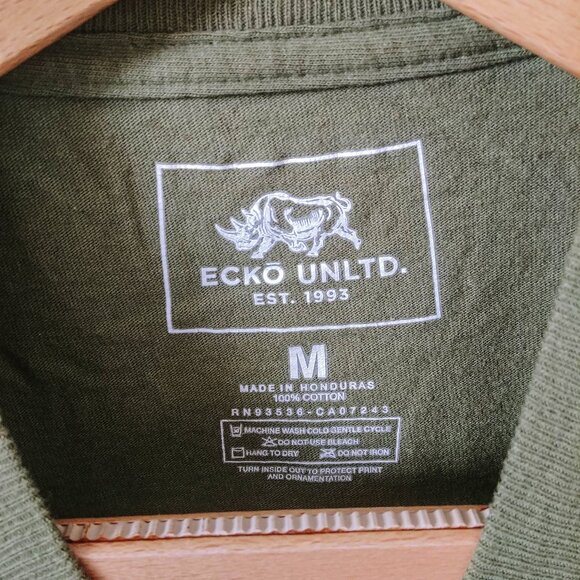 ECKŌ UNLTD.
EST. 1993
M
MADE IN HONDURAS
100% COTTON
RN93536-CA07243
MACHINE WASH COLD GENTLE CYCLE
DO NOT USE BLEACH
HANG TO DRY DO NOT IRON
TURN INSIDE OUT TO PROTECT PRINT
AND ORNAMENTATION